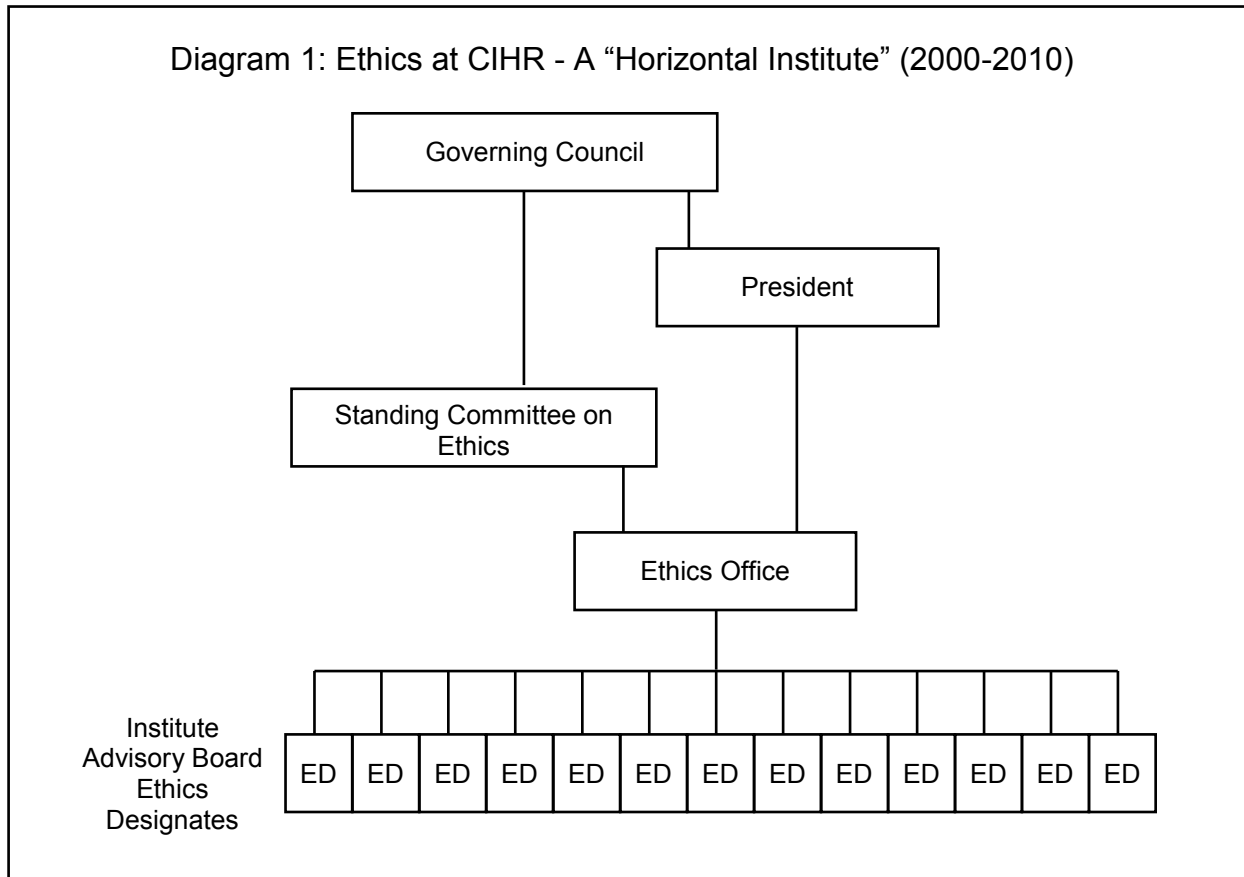 Diagram 1: Ethics at CIHR - A “Horizontal Institute” (2000-2010)
Governing Council
President
Standing Committee on
Ethics
Ethics Office
Institute
Advisory Board
Ethics
Designates
ED ED ED ED ED ED ED ED ED ED ED ED ED